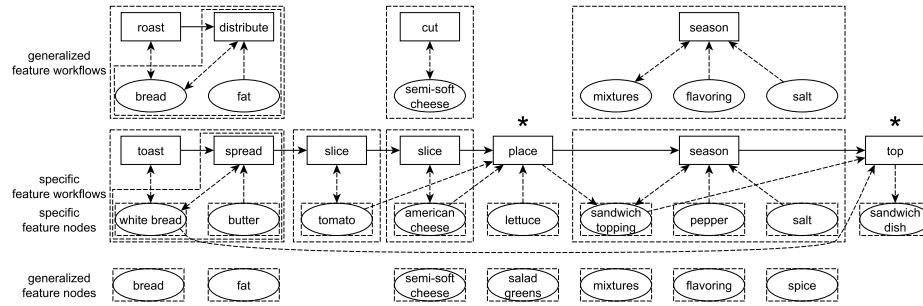 roast distribute cut season
generalized
feature workflows
bread fat semi-soft
cheese mixtures flavoring salt
* *
toast spread slice slice place season top
specific
feature workflows
specific
feature nodes
white bread butter tomato american
cheese lettuce sandwich
topping pepper salt sandwich
dish
generalized
feature nodes
bread fat semi-soft
cheese salad
greens mixtures flavoring spice